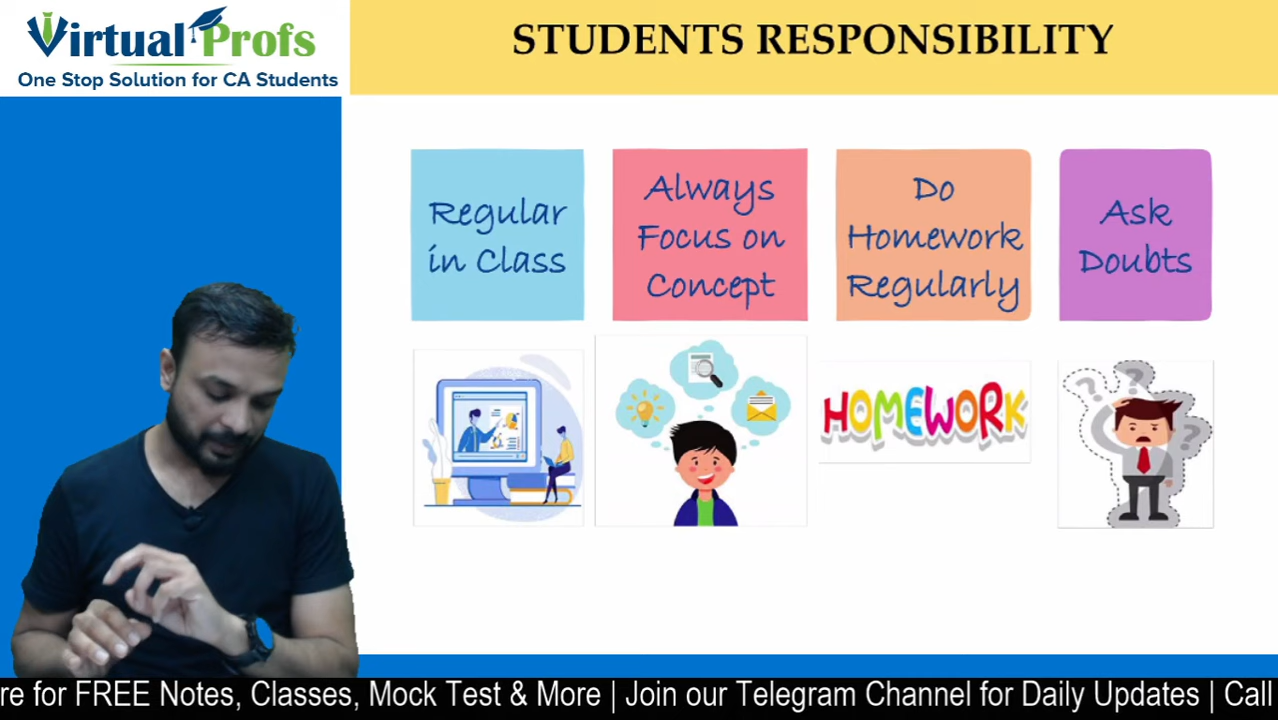 Virtual Profs
One Stop Solution for CA Students
STUDENTS RESPONSIBILITY
Regular
in Class
Always
Focus on
Concept
Do
Homework
Regularly
Ask
Doubts
HOMEWORK
re for FREE Notes, Classes, Mock Test & More | Join our Telegram Channel for Daily Updates | Call